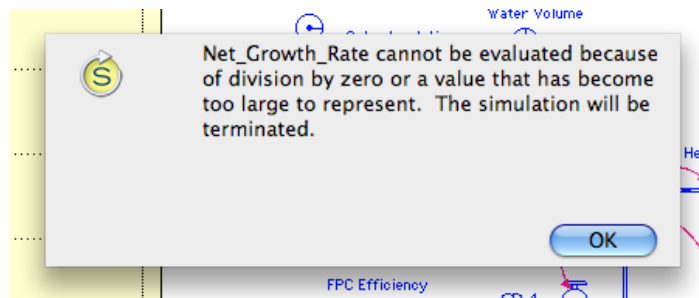 Water Volume
Net_Growth_Rate cannot be evaluated because
of division by zero or a value that has become
too large to represent.  The simulation will be
terminated.
He
OK
FPC Efficiency